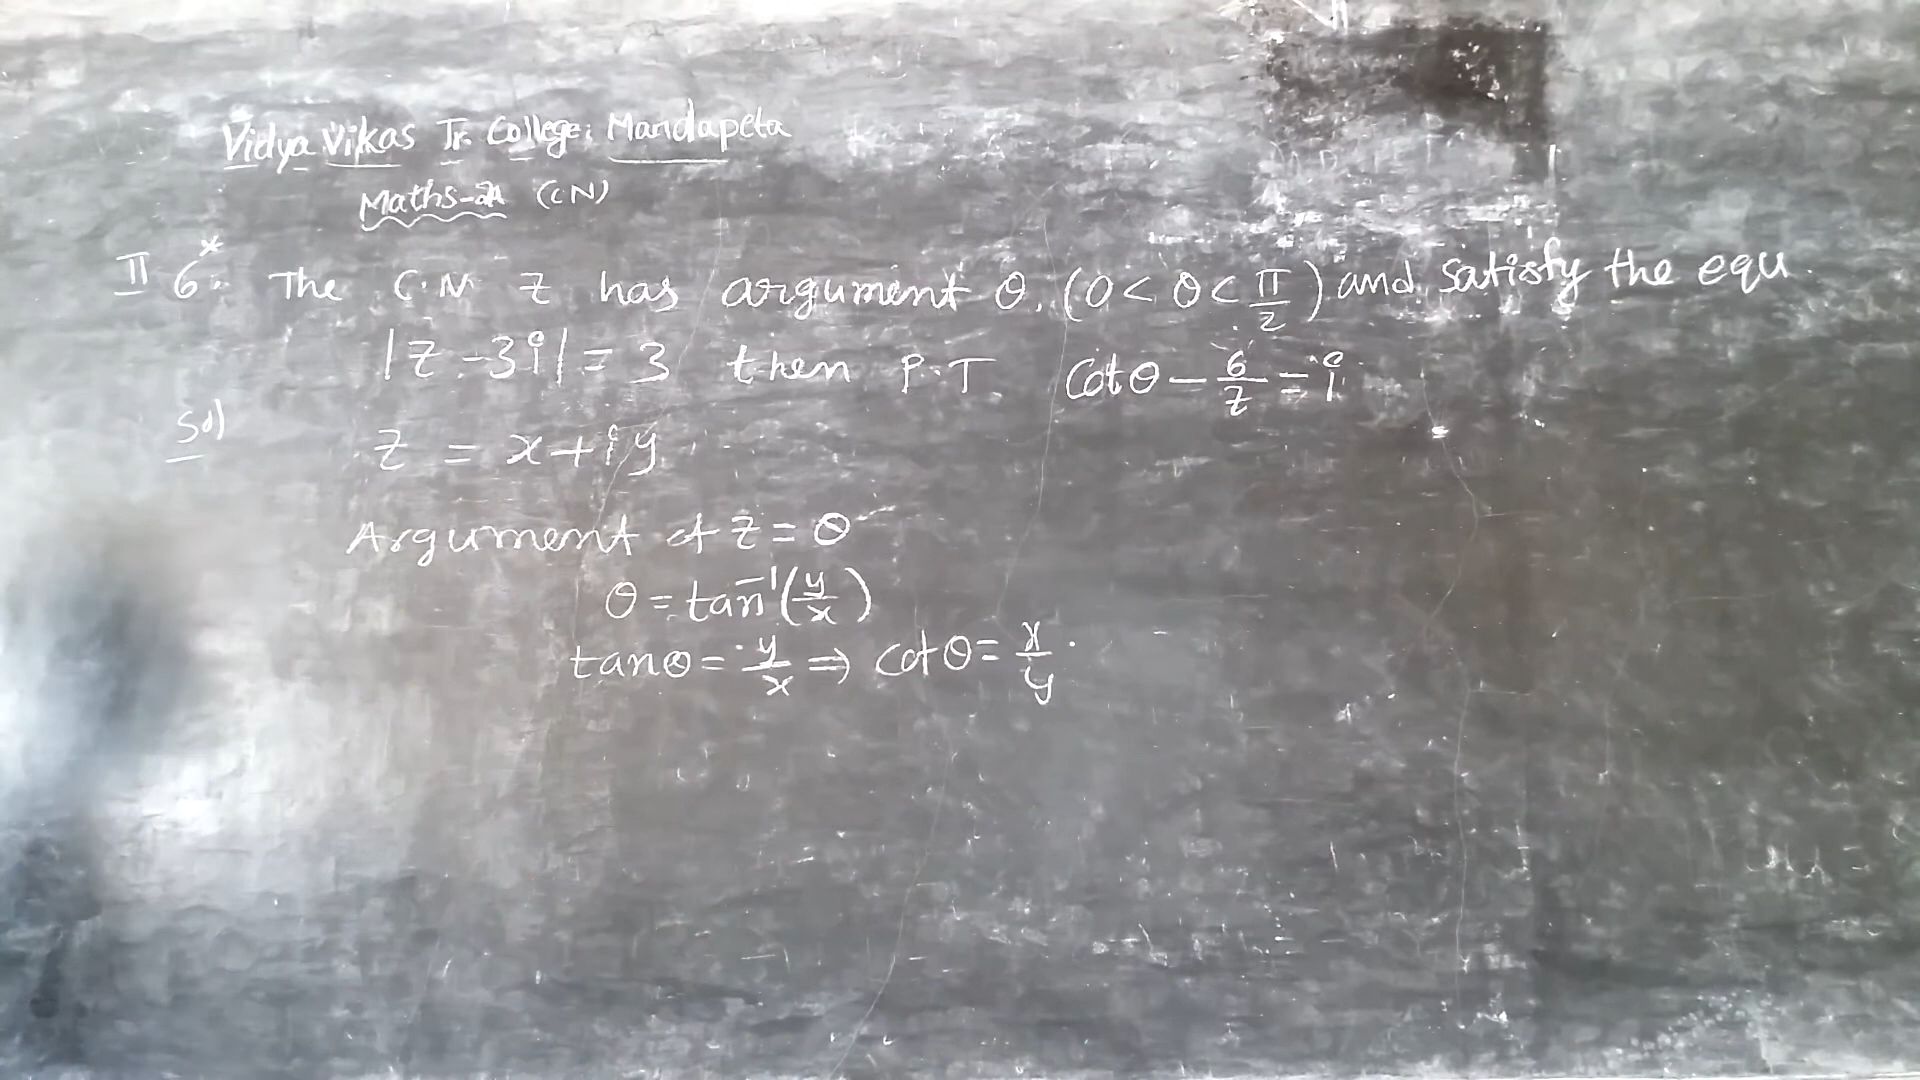 Vidya Vikas Jr. College; Mandapeta
Maths-2A (C.N)
II 6*. The C.N. Z has argument θ, (0 < θ < π/2) and satisfy the equ.
|Z - 3i| = 3 then P.T cotθ - 6/Z = i
Sol)
Z = x + iy
Argument of Z = θ
θ = tan⁻¹(y/x)
tanθ = y/x ⇒ cotθ = x/y.